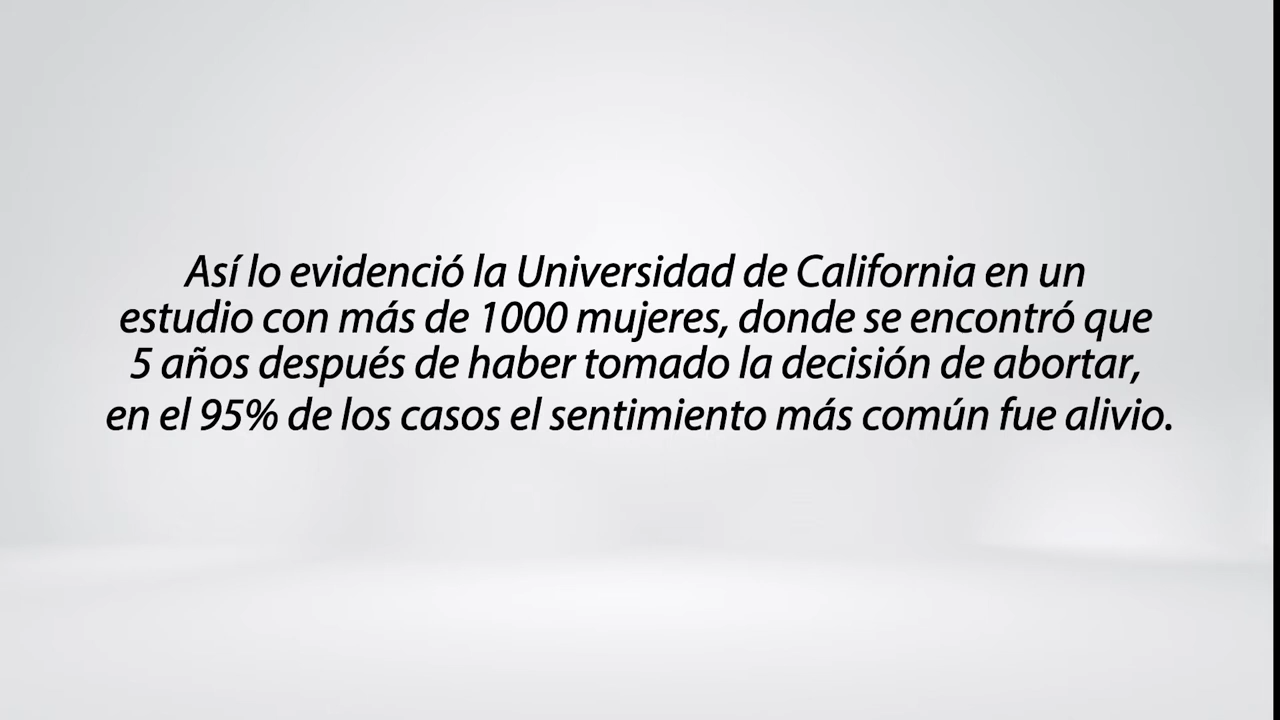 Así lo evidenció la Universidad de California en un
estudio con más de 1000 mujeres, donde se encontró que
5 años después de haber tomado la decisión de abortar,
en el 95% de los casos el sentimiento más común fue alivio.